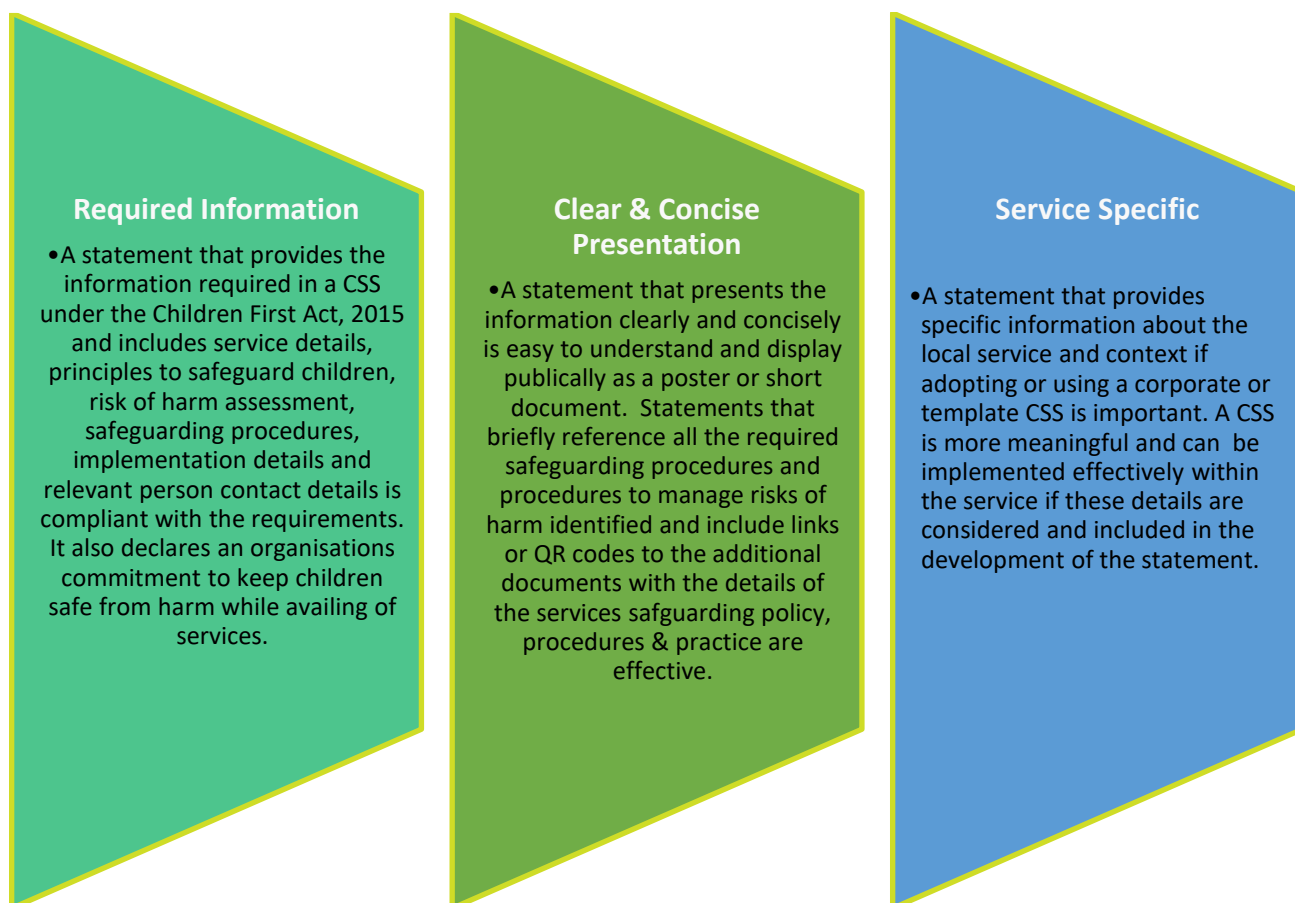 Required Information
•A statement that provides the
information required in a CSS
under the Children First Act, 2015
and includes service details,
principles to safeguard children,
risk of harm assessment,
safeguarding procedures,
implementation details and
relevant person contact details is
compliant with the requirements.
It also declares an organisations
commitment to keep children
safe from harm while availing of
services.
Clear & Concise
Presentation
•A statement that presents the
information clearly and concisely
is easy to understand and display
publically as a poster or short
document. Statements that
briefly reference all the required
safeguarding procedures and
procedures to manage risks of
harm identified and include links
or QR codes to the additional
documents with the details of
the services safguarding policy,
procedures & practice are
effective.
Service Specific
•A statement that provides
specific information about the
local service and context if
adopting or using a corporate or
template CSS is important. A CSS
is more meaningful and can be
implemented effectively within
the service if these details are
considered and included in the
development of the statement.